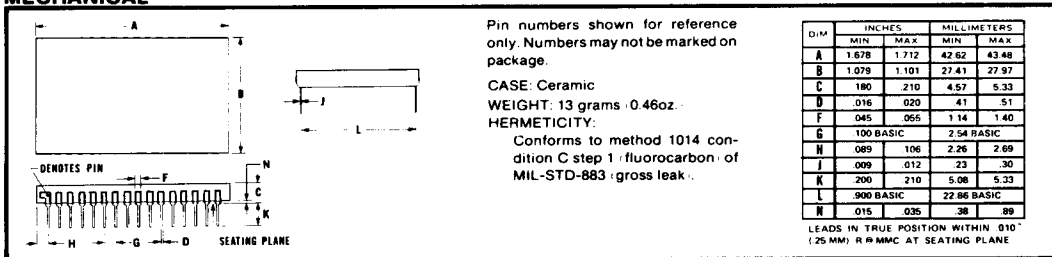 MECHANICAL
A
B
J
L
DENOTES PIN
F
N
C
K
H
G
D
SEATING PLANE
Pin numbers shown for reference
only. Numbers may not be marked on
package.
CASE: Ceramic
WEIGHT: 13 grams (0.46oz.)
HERMETICITY:
Conforms to method 1014 con-
dition C step 1 (fluorocarbon) of
MIL-STD-883 (gross leak).
DIM INCHES MILLIMETERS
MIN MAX MIN MAX
A 1.678 1.712 42.62 43.48
B 1.079 1.101 27.41 27.97
C 180 .210 4.57 5.33
D .016 020 41 .51
F 045 .055 1 14 1.40
G 100 BASIC 2.54 BASIC
H 089 .106 2.26 2.69
J .009 .012 .23 .30
K .200 .210 5.08 5.33
L .900 BASIC 22.86 BASIC
N .015 .035 .38 .89
LEADS IN TRUE POSITION WITHIN .010"
(.25 MM) R @ MMC AT SEATING PLANE